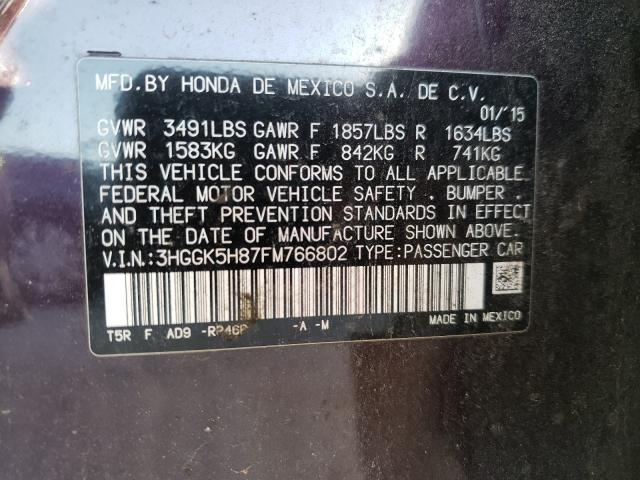 MFD. BY HONDA DE MEXICO S.A. DE C.V.
01/'15
GVWR 3491LBS GAWR F 1857LBS R 1634LBS
GVWR 1583KG GAWR F 842KG R 741KG
THIS VEHICLE CONFORMS TO ALL APPLICABLE
FEDERAL MOTOR VEHICLE SAFETY . BUMPER .
AND THEFT PREVENTION STANDARDS IN EFFECT
ON THE DATE OF MANUFACTURE SHOWN ABOVE.
V.I.N.:3HGGK5H87FM766802 TYPE:PASSENGER CAR
T5R F AD9 -A -M
MADE IN MEXICO